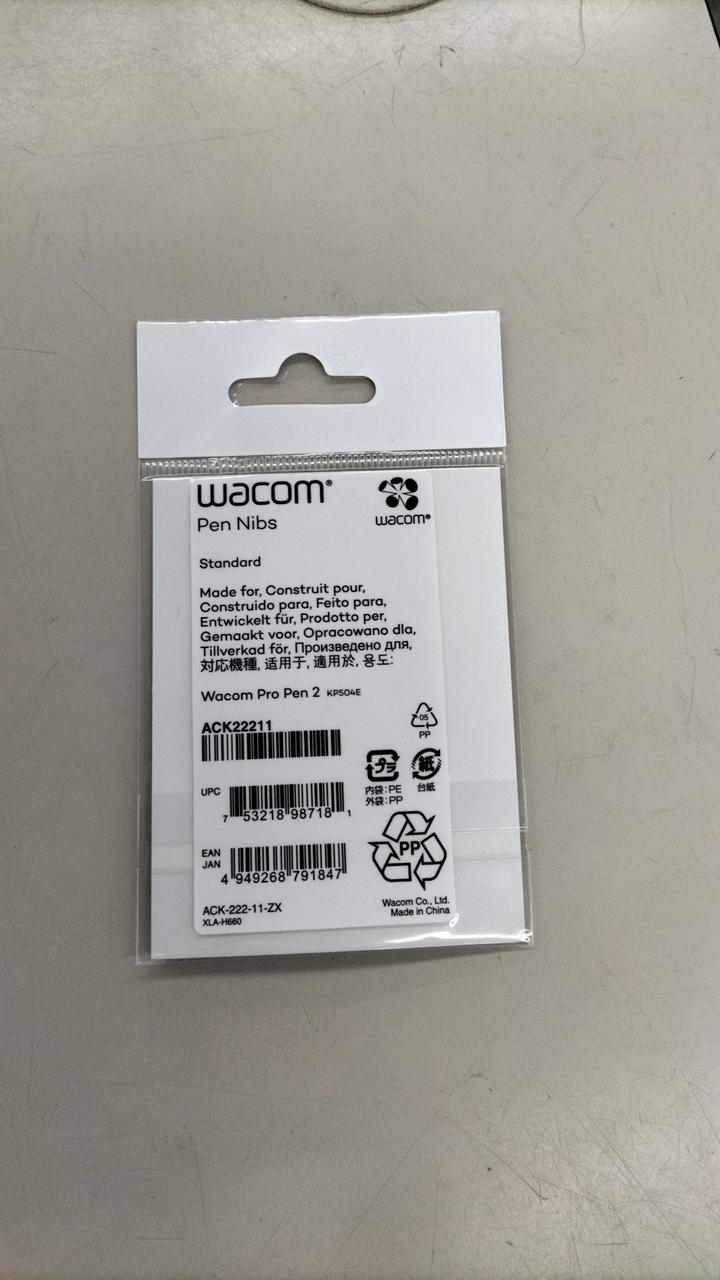 wacom®
Pen Nibs
wacom®
Standard
Made for, Construit pour,
Construido para, Feito para,
Entwickelt für, Prodotto per,
Gemaakt voor, Opracowano dla,
Tillverkad för, Произведено для,
対応機種, 适用于, 適用於, 용도:
Wacom Pro Pen 2 KP504E
ACK22211
05
PP
プラ
紙
内袋:PE
外袋:PP
台紙
UPC
7 53218 98718 1
PP
EAN
JAN
4 949268 791847
ACK-222-11-ZX
XLA-H660
Wacom Co., Ltd.
Made in China